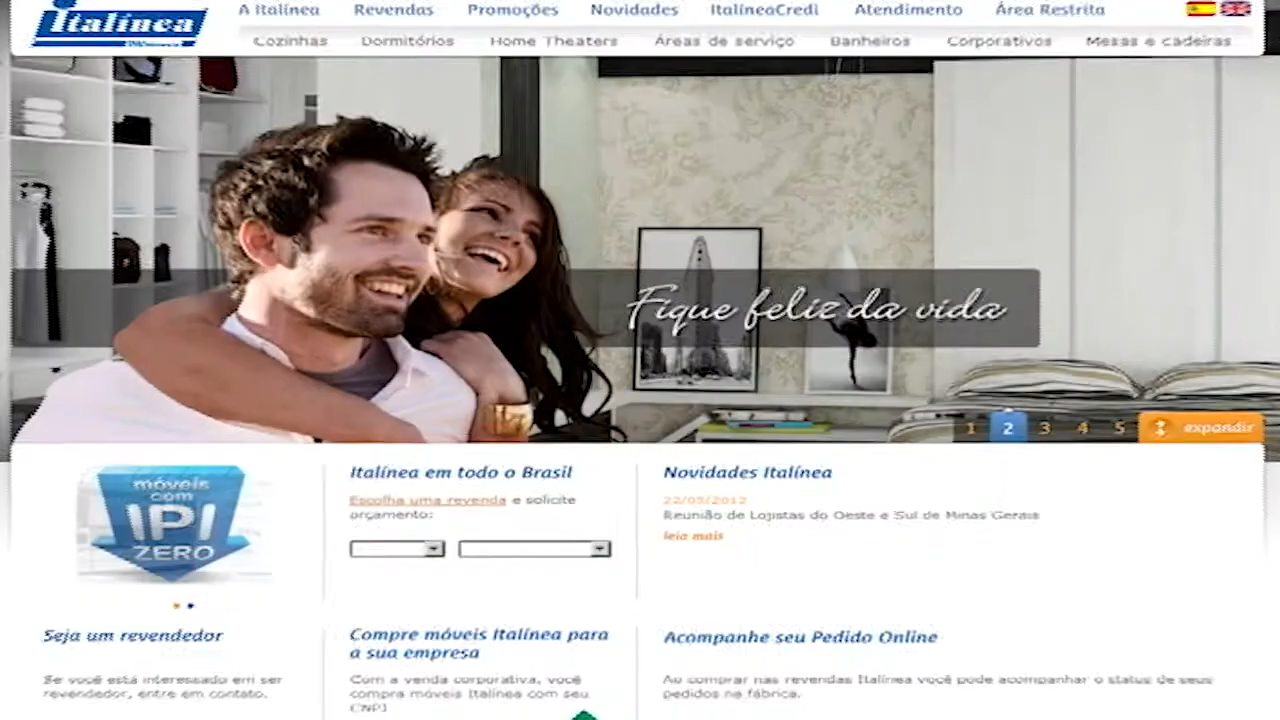 Italínea
A Italínea Revendas Promoções Novidades ItalíneaCredi Atendimento Área Restrita
Cozinhas Dormitórios Home Theaters Áreas de serviço Banheiros Corporativos Mesas e cadeiras
Fique feliz da vida
1 2 3 4 5 expandir
móveis
com
IPI
ZERO
Italínea em todo o Brasil
Escolha uma revenda e solicite
orçamento:
Novidades Italínea
22/05/2012
Reunião de Lojistas do Oeste e Sul de Minas Gerais
leia mais
Seja um revendedor
Se você está interessado em ser
revendedor, entre em contato.
Compre móveis Italínea para
a sua empresa
Com a venda corporativa, você
compra móveis Italínea com seu
CNPJ
Acompanhe seu Pedido Online
Ao comprar nas revendas Italínea você pode acompanhar o status de seus
pedidos na fábrica.